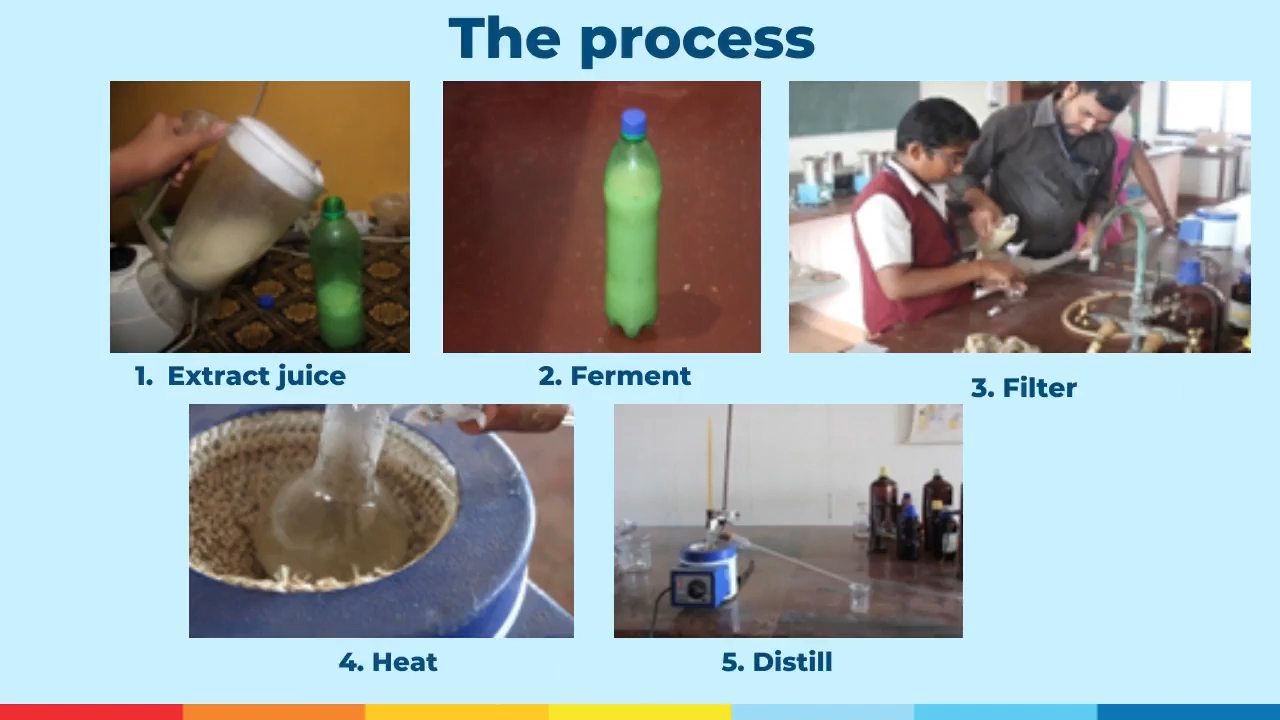 The process
1. Extract juice
2. Ferment
3. Filter
4. Heat
5. Distill